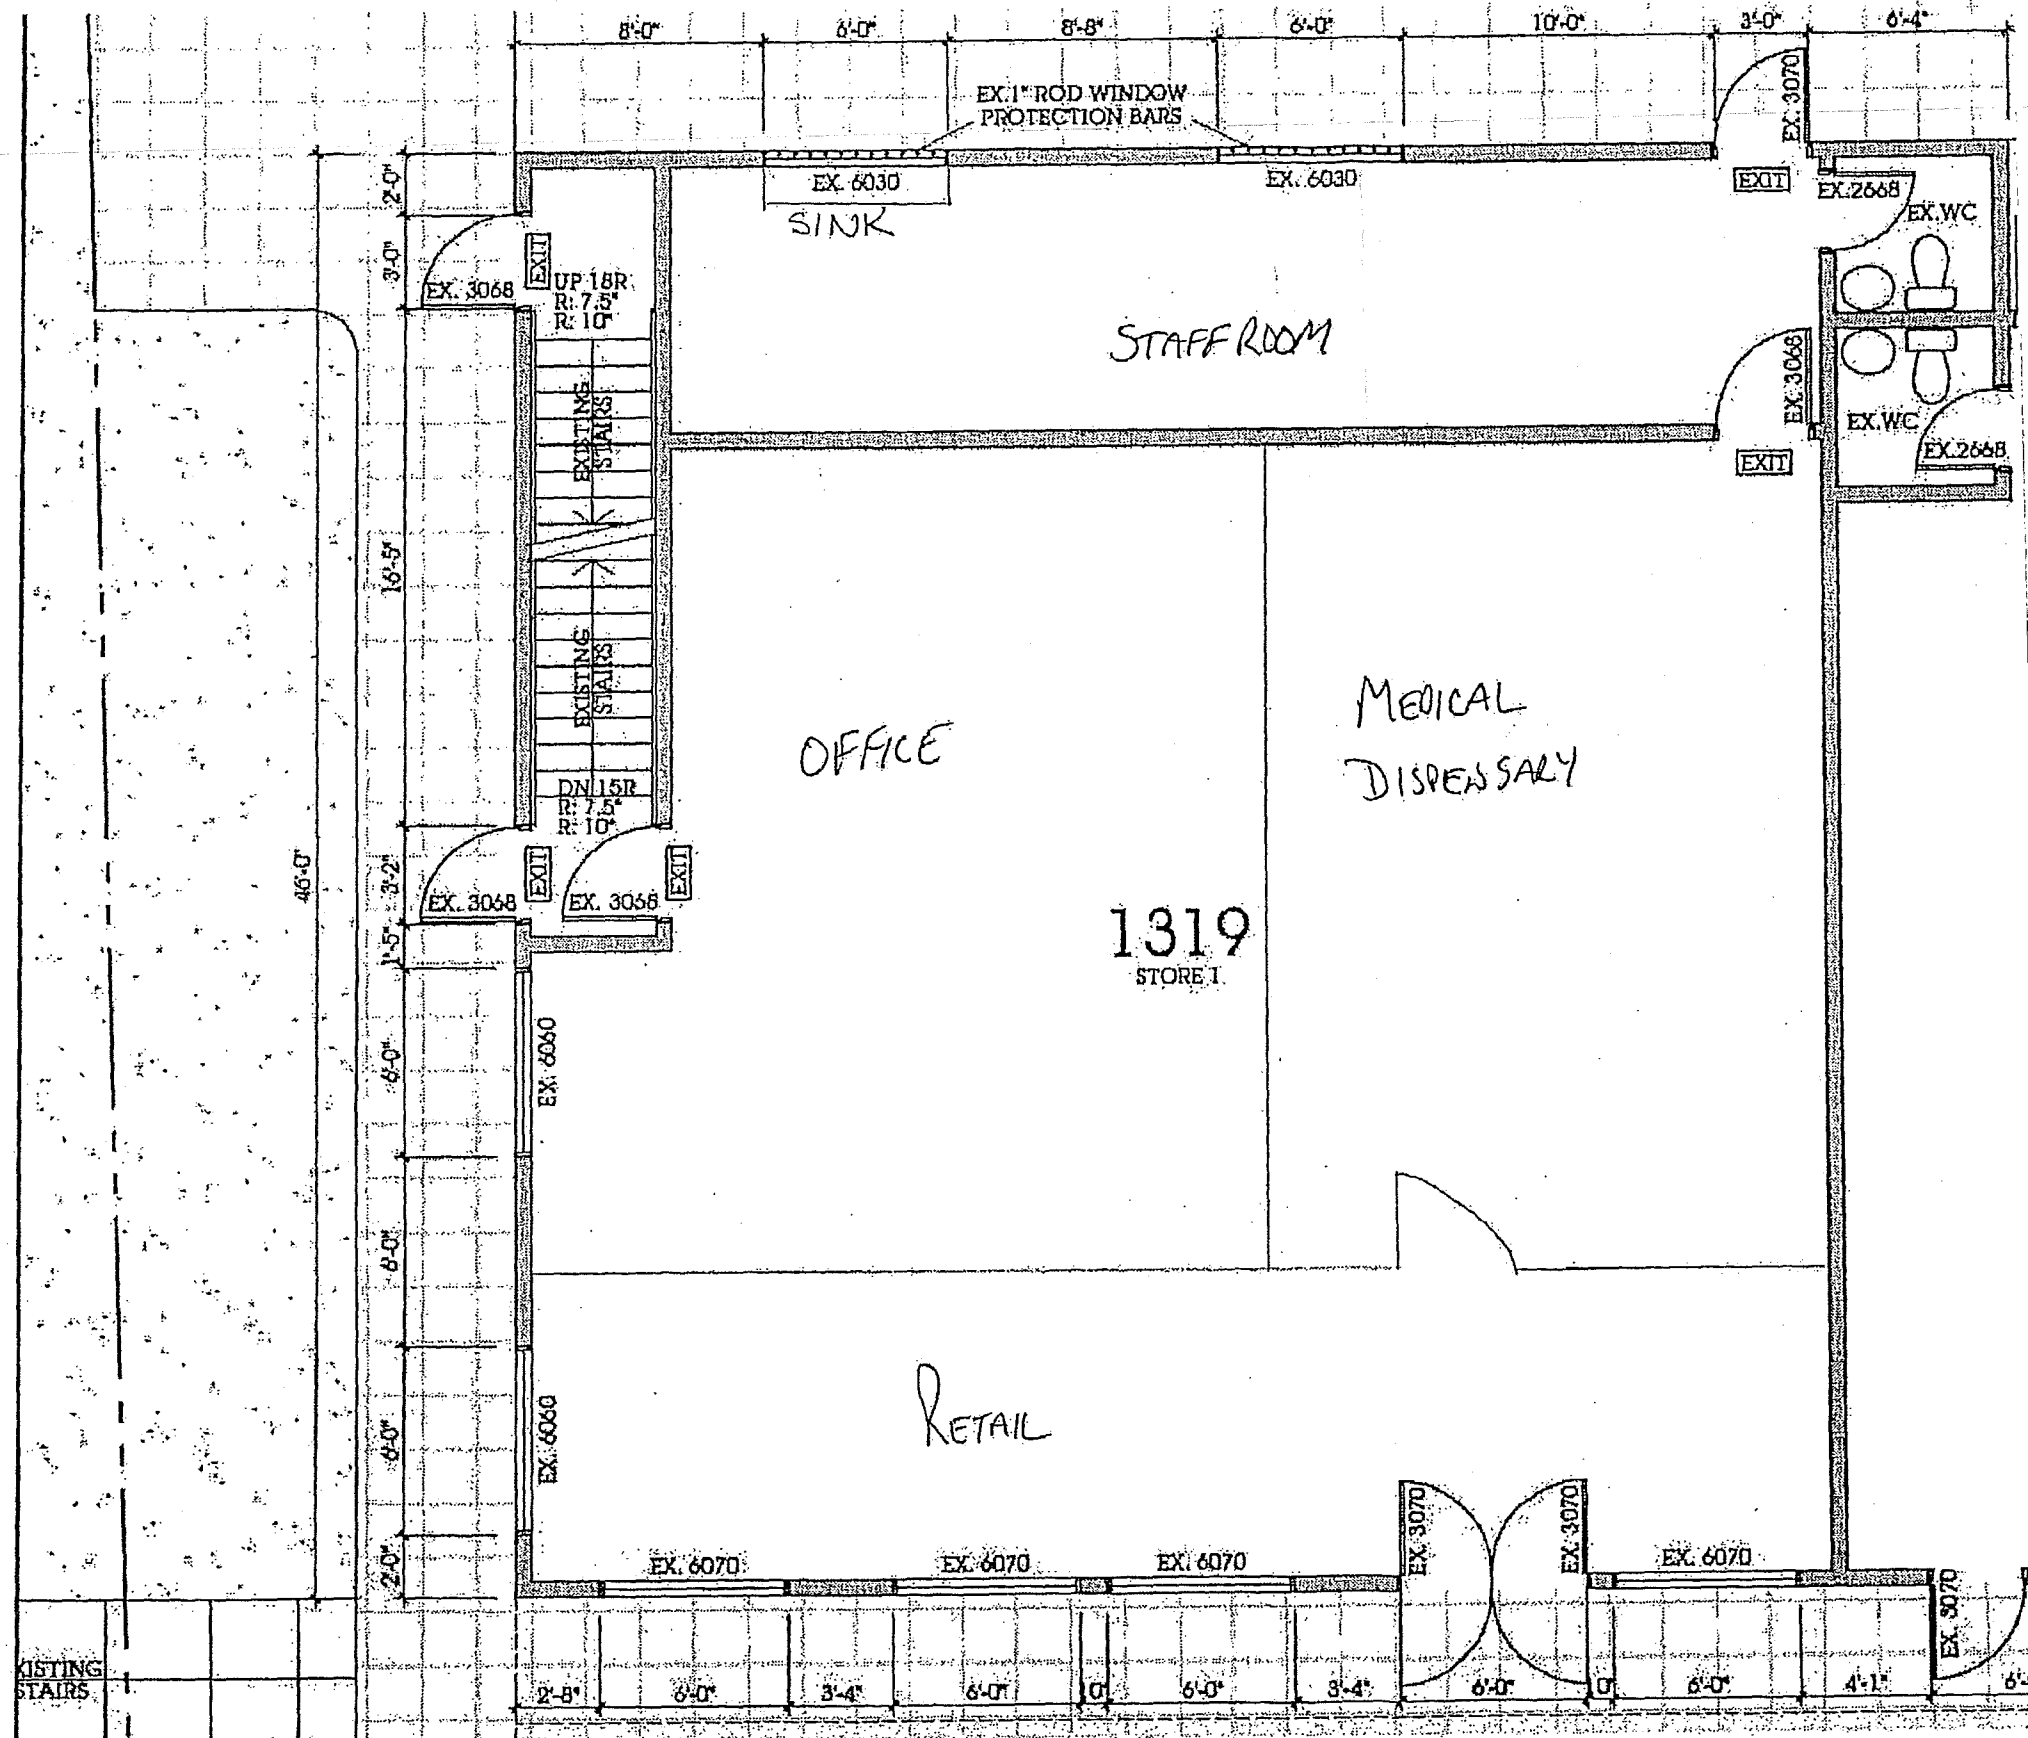 8'-0" 6'-0" 8'-8" 6'-0" 10'-0" 3'-0" 6'-4"
EX. 3070
EX.1" ROD WINDOW
PROTECTION BARS
EX. 6030
EX. 6030
EXIT
EX.2668
EX.WC
SINK
2'-0"
3'-0"
EX. 3068
EXIT
UP 18R
R: 7.5"
R: 10"
STAFF ROOM
EX. 3068
EX.WC
EX.2668
EXIT
EXISTING
STAIRS
16'-5"
EXISTING
STAIRS
MEDICAL
DISPENSARY
OFFICE
DN 15R
R: 7.5"
R: 10"
46'-0"
3'-2"
EX. 3068
EXIT
EX. 3068
EXIT
1319
STORE 1
1'-5"
6'-0"
EX. 6060
6'-0"
RETAIL
6'-0"
EX. 6060
2'-0"
EX. 6070
EX. 6070
EX. 6070
EX. 3070
EX. 3070
EX. 6070
EX. 3070
STAIRS
2'-8" 6'-0" 3'-4" 6'-0" 6'-0" 3'-4" 6'-0" 6'-0" 4'-1"